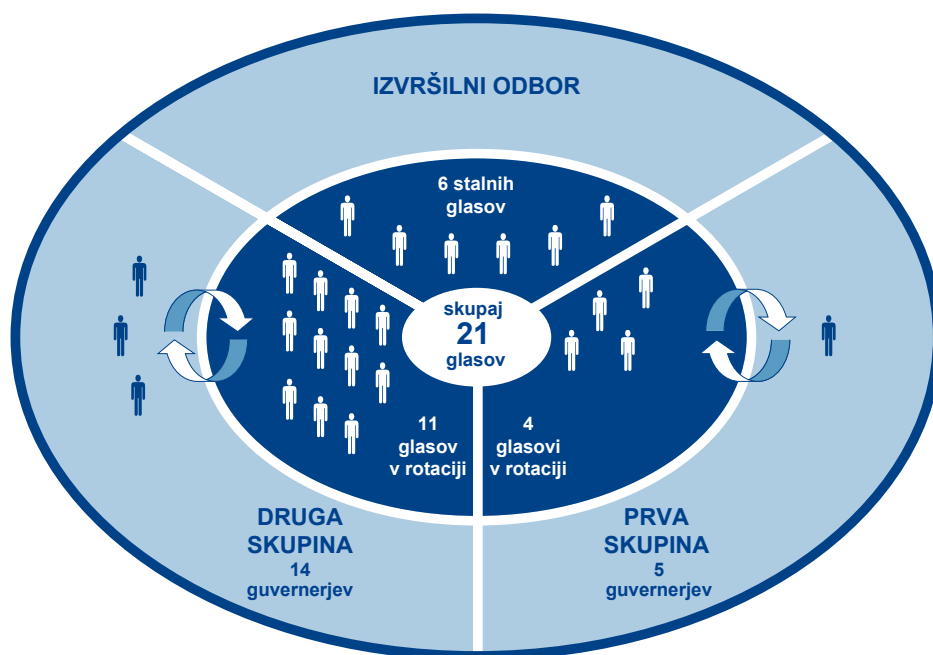 IZVRŠILNI ODBOR
6 stalnih
glasov
skupaj
21
glasov
11
glasov
v rotaciji
4
glasovi
v rotaciji
DRUGA
SKUPINA
14
guvernerjev
PRVA
SKUPINA
5
guvernerjev